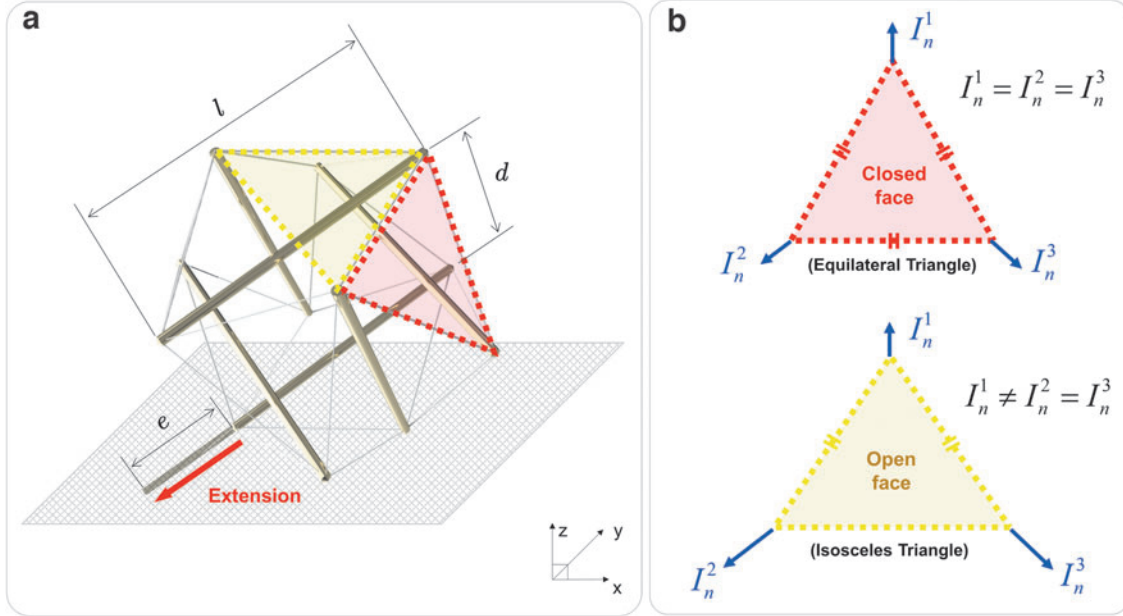 a
l
d
e
Extension
z
y
x
b
I_n^1
I_n^1 = I_n^2 = I_n^3
Closed
face
I_n^2
I_n^3
(Equilateral Triangle)
I_n^1
I_n^1 ≠ I_n^2 = I_n^3
Open
face
(Isosceles Triangle)
I_n^2
I_n^3